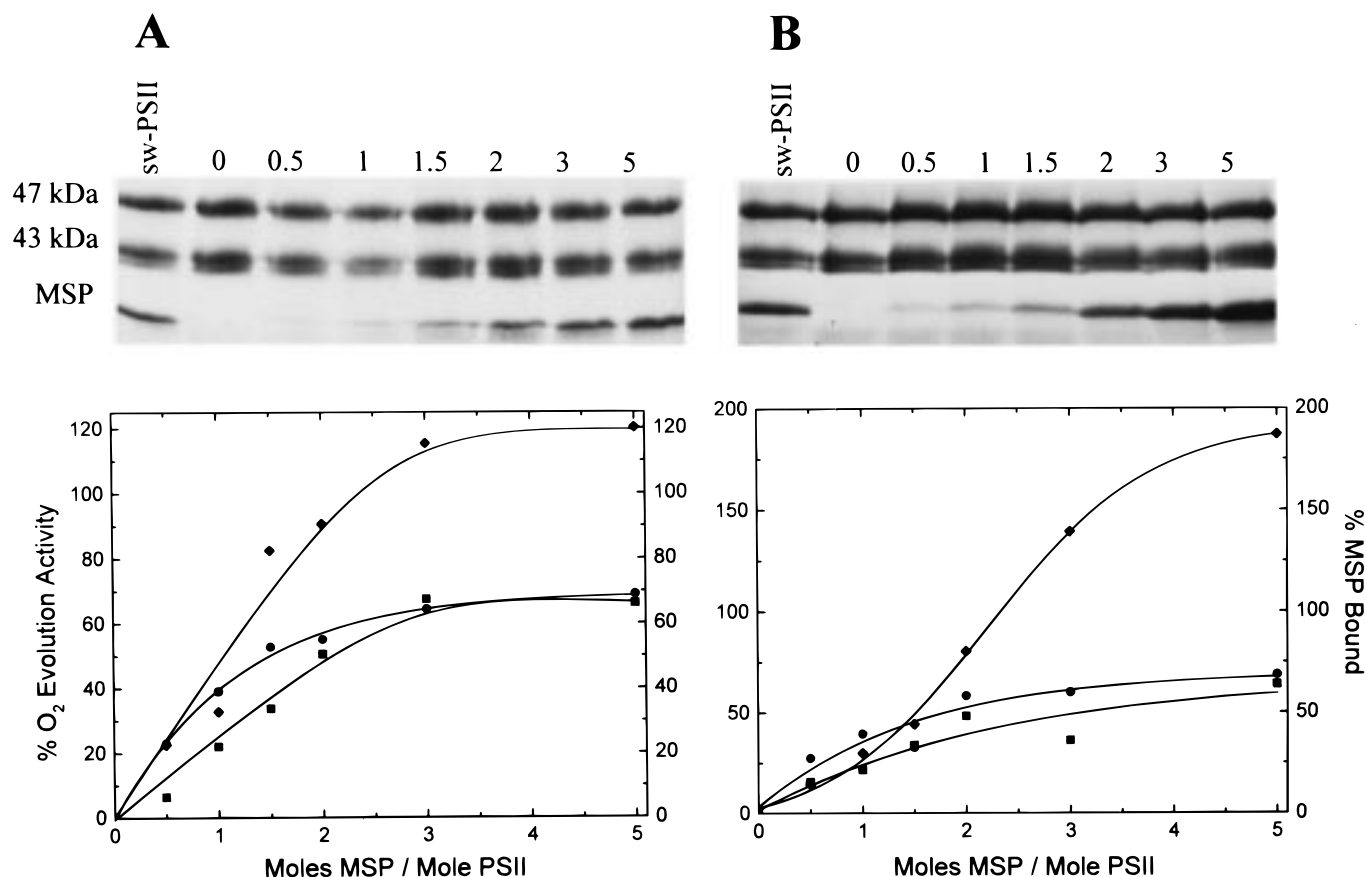 A
sw-PSII
0 0.5 1 1.5 2 3 5
47 kDa
43 kDa
MSP
B
sw-PSII
0 0.5 1 1.5 2 3 5
% O2 Evolution Activity
120
100
80
60
40
20
0
120
100
80
60
40
20
0
0 1 2 3 4 5
Moles MSP / Mole PSII
200
150
100
50
0
200
150
100
50
0
% MSP Bound
0 1 2 3 4 5
Moles MSP / Mole PSII